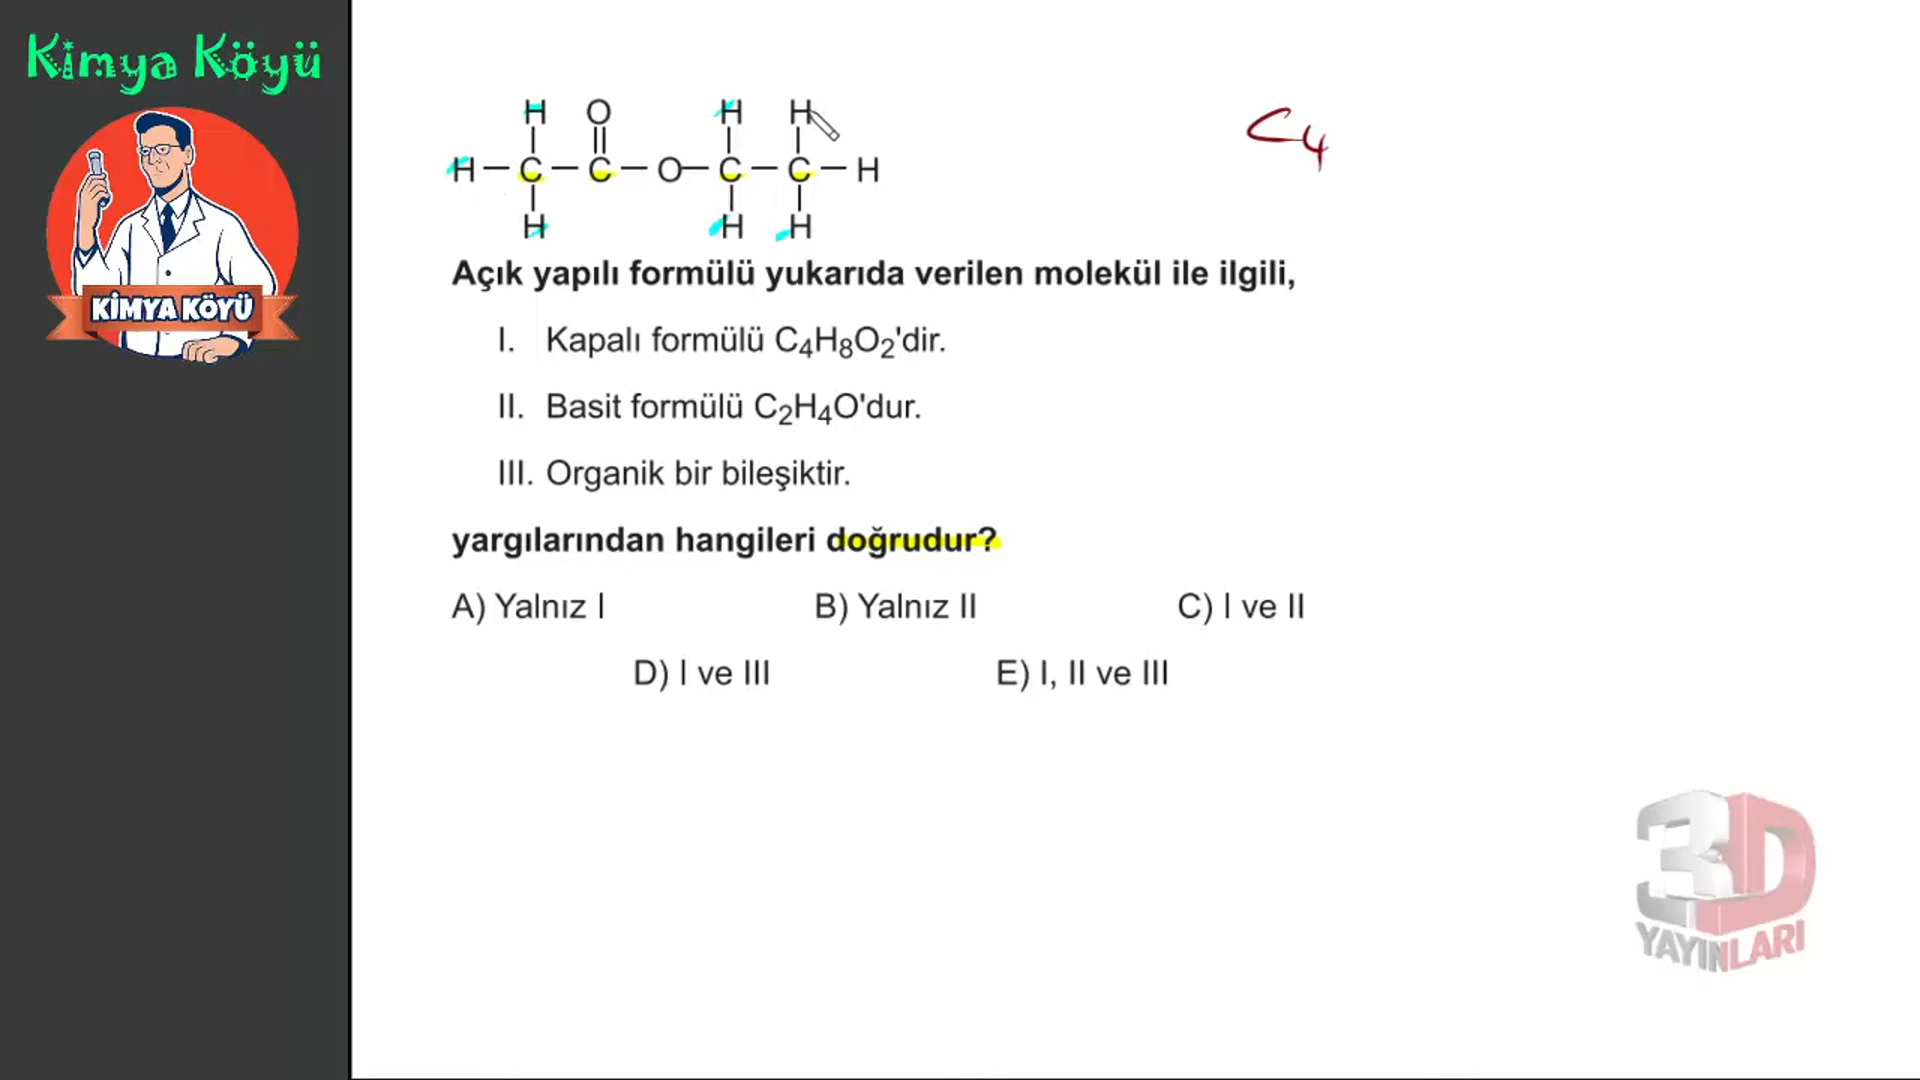 Kimya Köyü
KİMYA KÖYÜ
H O H H
H – C – C – O – C – C – H
H H H
C₄
Açık yapılı formülü yukarıda verilen molekül ile ilgili,
I. Kapalı formülü C₄H₈O₂'dir.
II. Basit formülü C₂H₄O'dur.
III. Organik bir bileşiktir.
yargılarından hangileri doğrudur?
A) Yalnız I B) Yalnız II C) I ve II
D) I ve III E) I, II ve III
3D
YAYINLARI